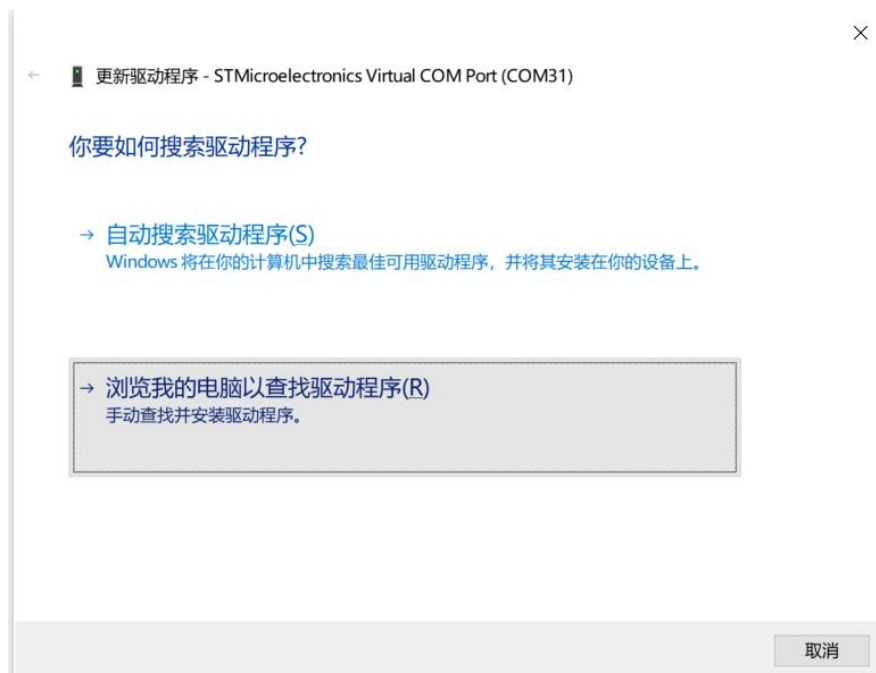 更新驱动程序 - STMicroelectronics Virtual COM Port (COM31)
你要如何搜索驱动程序?
→ 自动搜索驱动程序(S)
Windows 将在你的计算机中搜索最佳可用驱动程序，并将其安装在你的设备上。
→ 浏览我的电脑以查找驱动程序(R)
手动查找并安装驱动程序。
取消